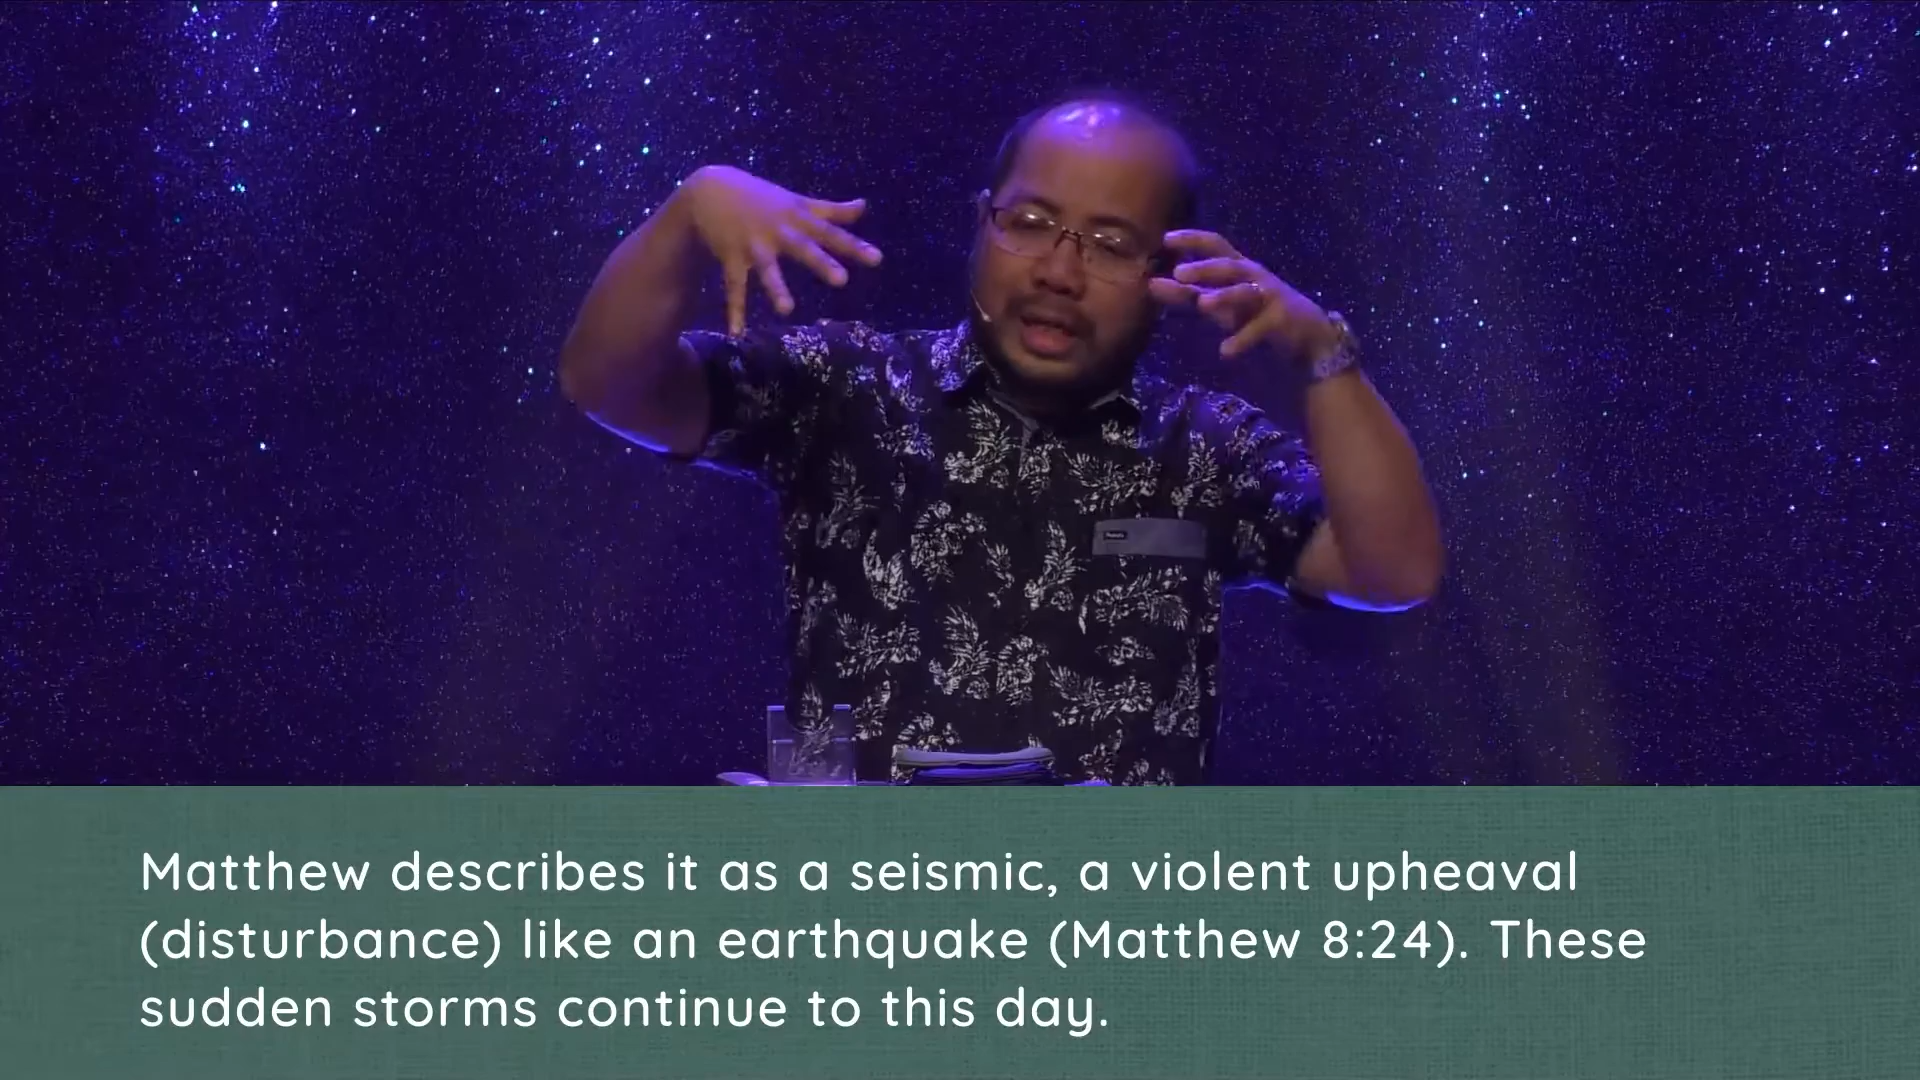 Matthew describes it as a seismic, a violent upheaval
(disturbance) like an earthquake (Matthew 8:24). These
sudden storms continue to this day.